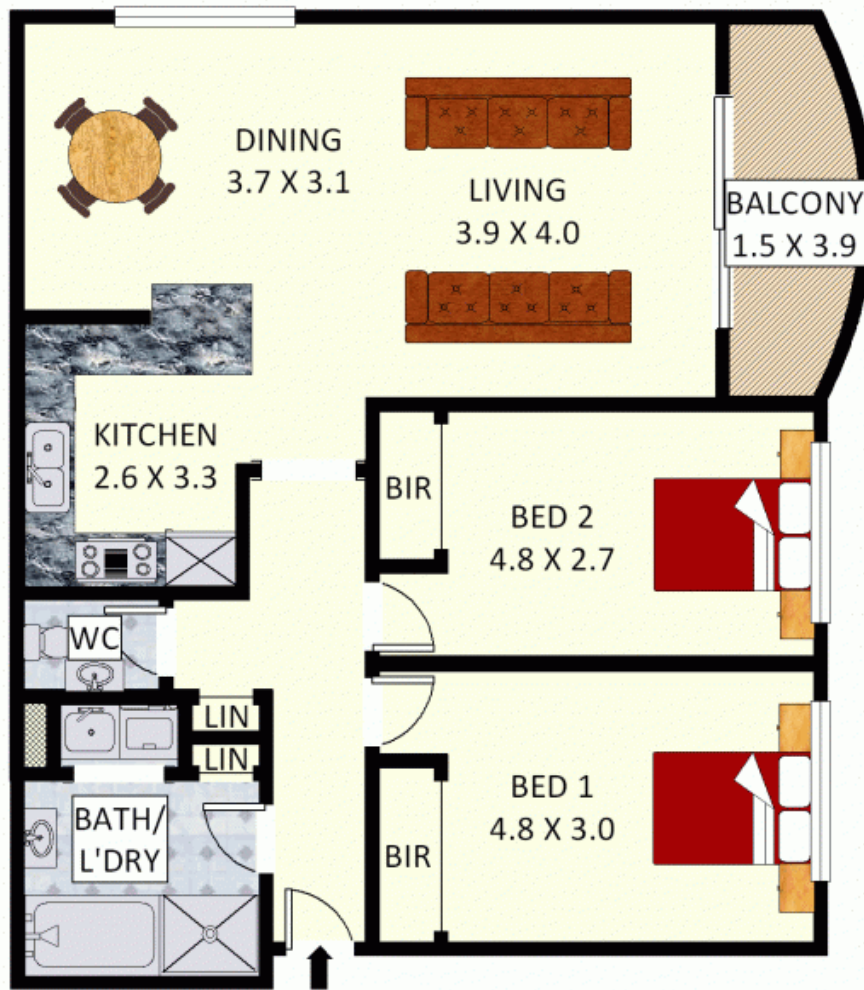 DINING
3.7 X 3.1
LIVING
3.9 X 4.0
BALCONY
1.5 X 3.9
KITCHEN
2.6 X 3.3
BIR
BED 2
4.8 X 2.7
WC
LIN
LIN
BED 1
4.8 X 3.0
BATH/
L'DRY
BIR